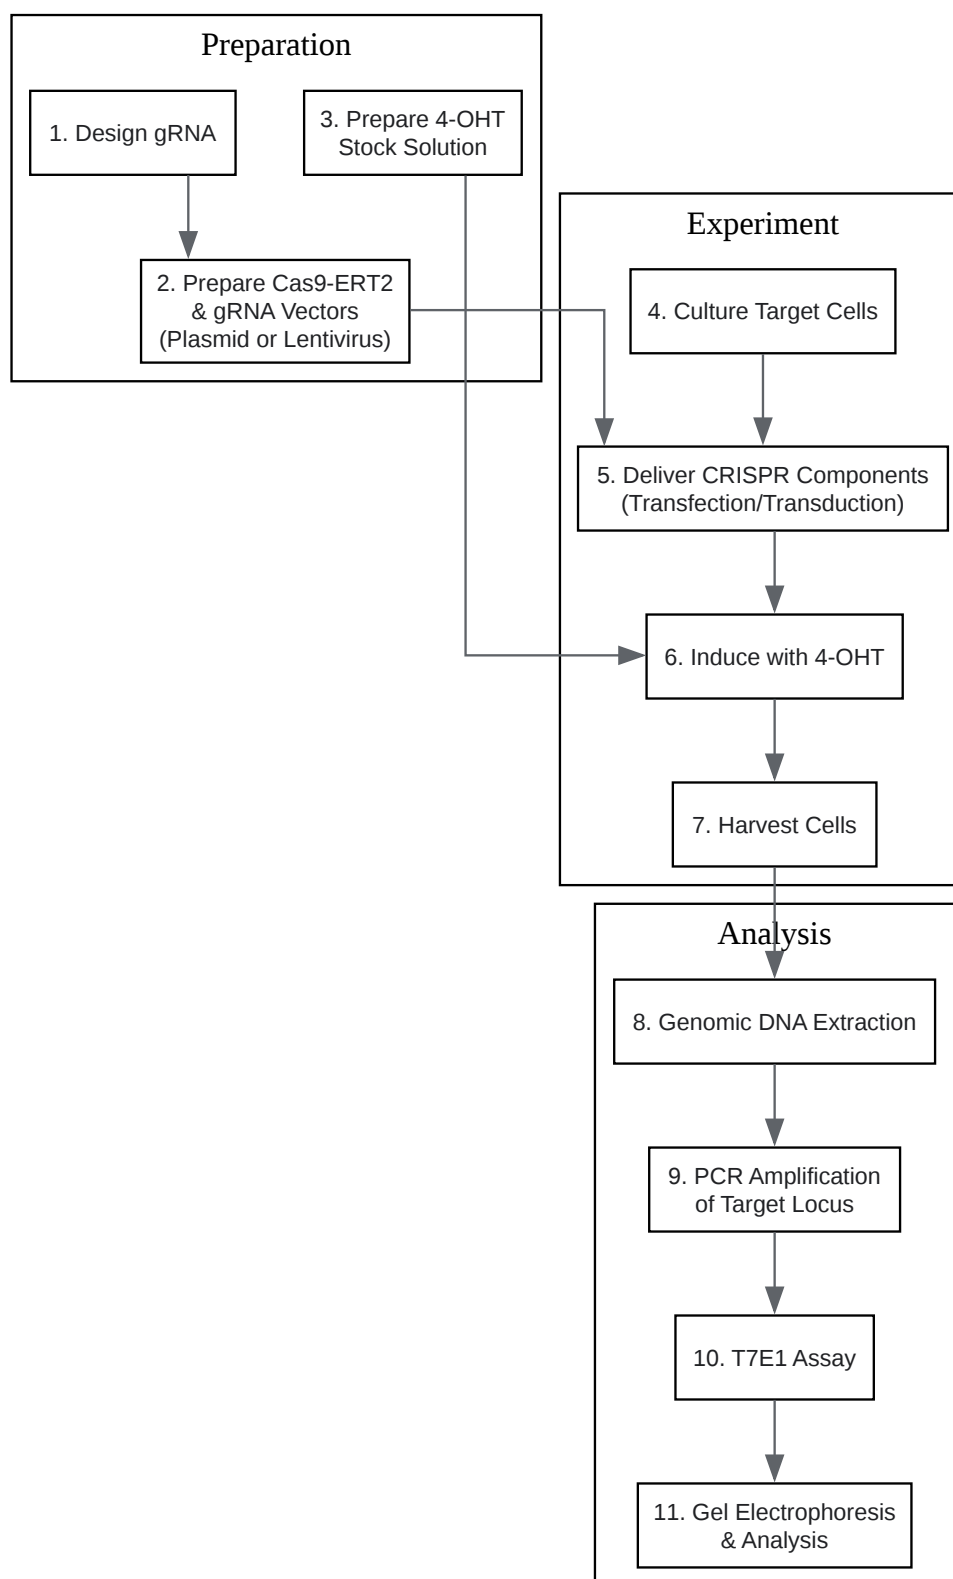 Preparation
1. Design gRNA
3. Prepare 4-OHT
Stock Solution
2. Prepare Cas9-ERT2
& gRNA Vectors
(Plasmid or Lentivirus)
Experiment
4. Culture Target Cells
5. Deliver CRISPR Components
(Transfection/Transduction)
6. Induce with 4-OHT
7. Harvest Cells
Analysis
8. Genomic DNA Extraction
9. PCR Amplification
of Target Locus
10. T7E1 Assay
11. Gel Electrophoresis
& Analysis